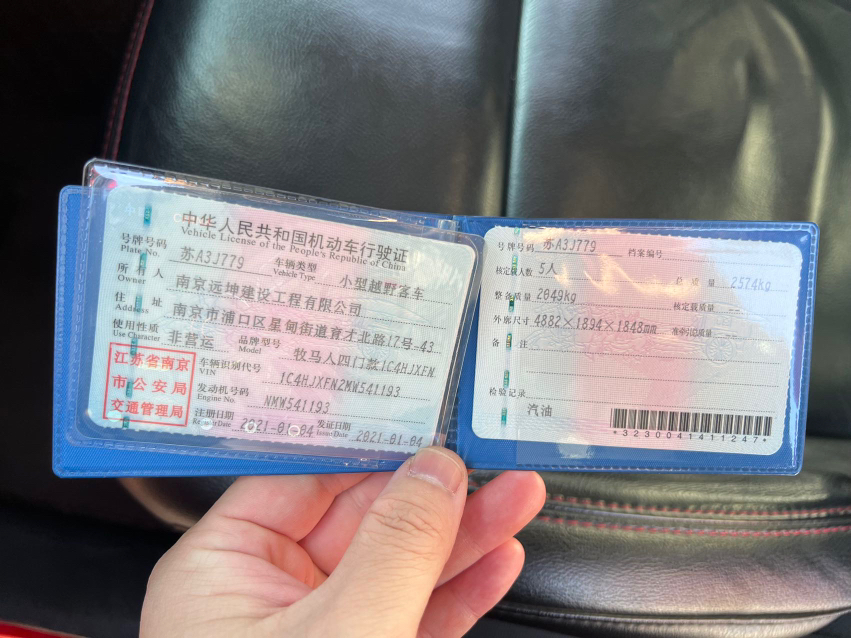 中华人民共和国机动车行驶证
Vehicle License of the People's Republic of China
号牌号码 苏A3J779 车辆类型 小型越野客车
Plate No. Vehicle Type
所有人 南京远坤建设工程有限公司
Owner
住址 南京市浦口区星甸街道育才北路17号-43
Address
使用性质 非营运 品牌型号 牧马人四门款1C4HJXFN
Use Character Model
江苏省南京
市公安局
交通管理局
车辆识别代号 1C4HJXFN2MW541193
VIN
发动机号码 NMW541193
Engine No.
注册日期 2021-01-04 发证日期 2021-01-04
Register Date Issue Date
号牌号码 苏A3J779 档案编号
核定载人数 5人 总质量 2574kg
整备质量 2049kg 核定载质量 --
外廓尺寸 4882×1894×1848mm 准牵引总质量 --
备注
检验记录
汽油
*3230041411247*